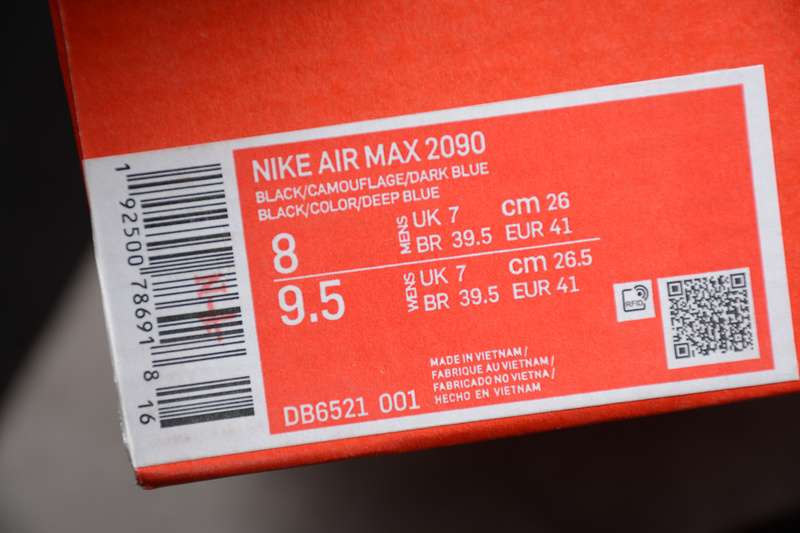 NIKE AIR MAX 2090
BLACK/CAMOUFLAGE/DARK BLUE
BLACK/COLOR/DEEP BLUE
8
MENS
UK 7 cm 26
BR 39.5 EUR 41
9.5
WENS
UK 7 cm 26.5
BR 39.5 EUR 41
RFID
MADE IN VIETNAM/
FABRIQUE AU VIETNAM/
FABRICADO NO VIETNA/
HECHO EN VIETNAM
DB6521 001
1 92500 78691 8 16